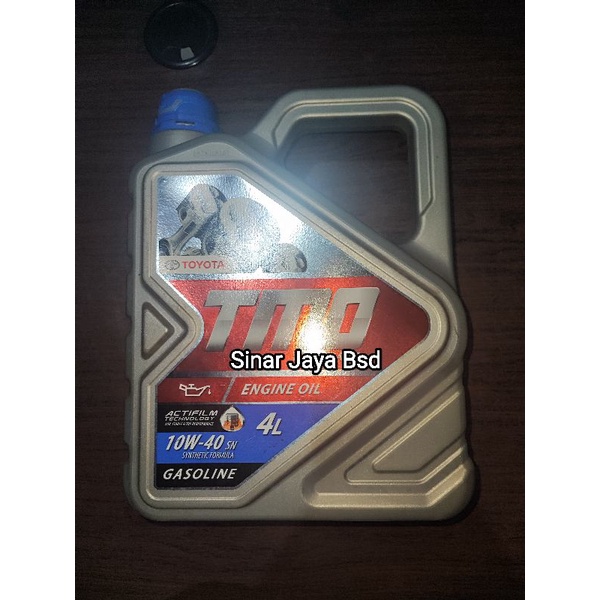 TOYOTA
TMO
Sinar Jaya Bsd
ENGINE OIL
ACTIFILM
TECHNOLOGY
4L
10W-40 SN
SYNTHETIC FORMULA
GASOLINE